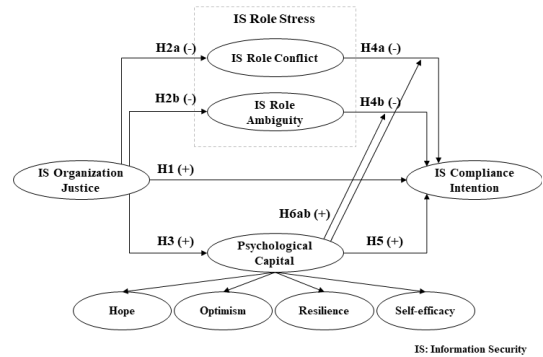 IS Role Stress
H2a (-)
IS Role Conflict
H4a (-)
H2b (-)
IS Role
Ambiguity
H4b (-)
IS Organization
Justice
H1 (+)
IS Compliance
Intention
H6ab (+)
H3 (+)
Psychological
Capital
H5 (+)
Hope
Optimism
Resilience
Self-efficacy
IS: Information Security